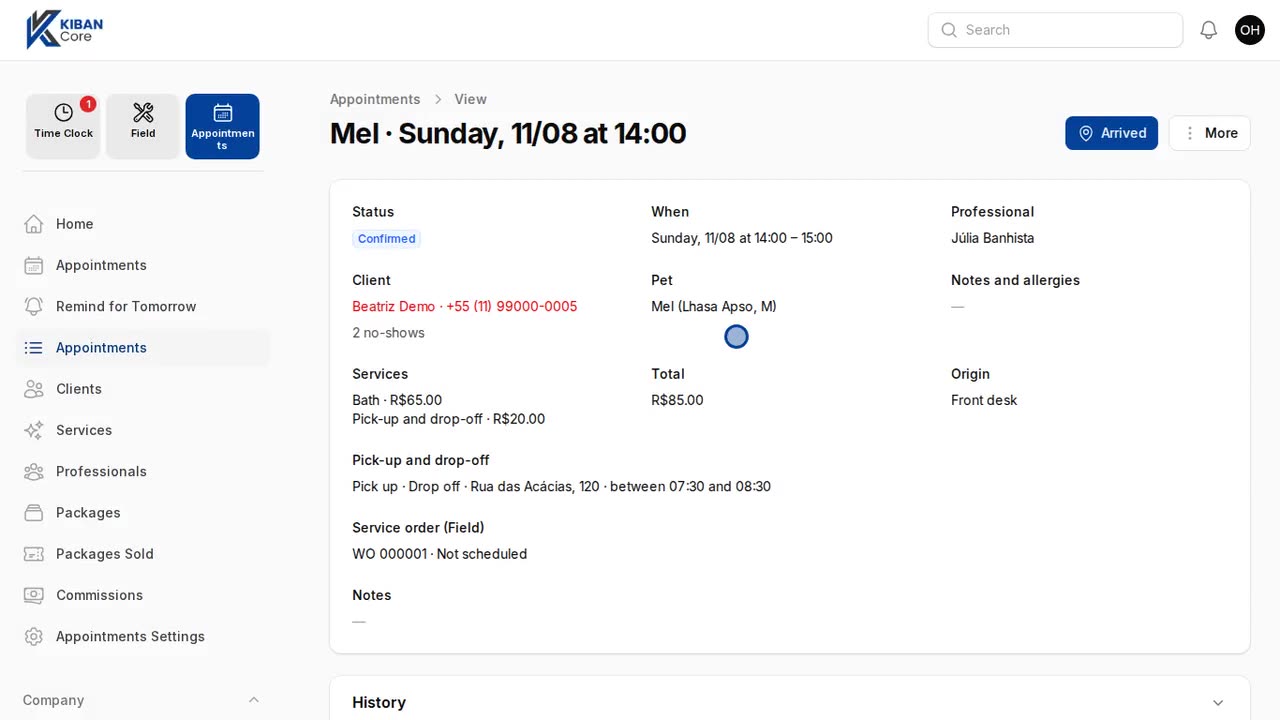 KIBAN
Core
Search
OH
1
Time Clock
Field
Appointmen
ts
Appointments > View
Mel · Sunday, 11/08 at 14:00
Arrived
More
Home
Appointments
Remind for Tomorrow
Appointments
Clients
Services
Professionals
Packages
Packages Sold
Commissions
Appointments Settings
Company
Status
Confirmed
When
Sunday, 11/08 at 14:00 – 15:00
Professional
Júlia Banhista
Client
Beatriz Demo · +55 (11) 99000-0005
2 no-shows
Pet
Mel (Lhasa Apso, M)
Notes and allergies
—
Services
Bath · R$65.00
Pick-up and drop-off · R$20.00
Total
R$85.00
Origin
Front desk
Pick-up and drop-off
Pick up · Drop off · Rua das Acácias, 120 · between 07:30 and 08:30
Service order (Field)
WO 000001 · Not scheduled
Notes
—
History